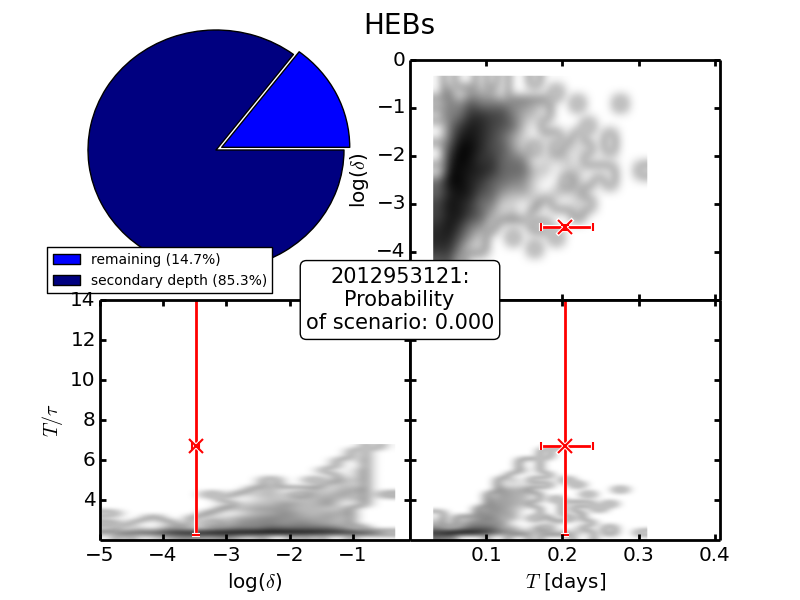 HEBs
0
−1
−2
−3
−4
log(δ)
remaining (14.7%)
secondary depth (85.3%)
2012953121:
Probability
of scenario: 0.000
14
12
10
8
6
4
T/τ
−5 −4 −3 −2 −1
log(δ)
0.1 0.2 0.3 0.4
T [days]